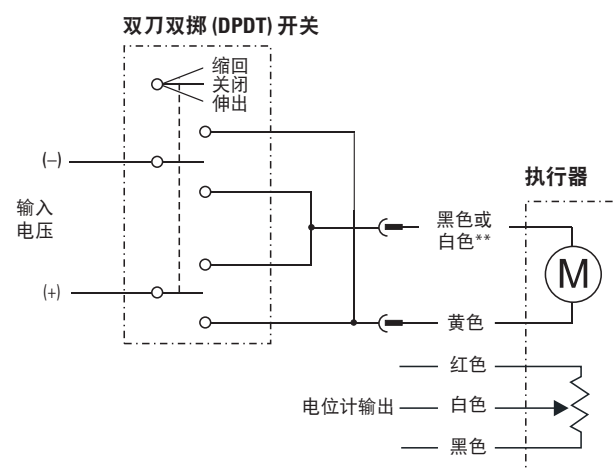 双刀双掷 (DPDT) 开关
缩回
关闭
伸出
(–)
输入
电压
(+)
执行器
黑色或
白色**
M
黄色
红色
电位计输出
白色
黑色